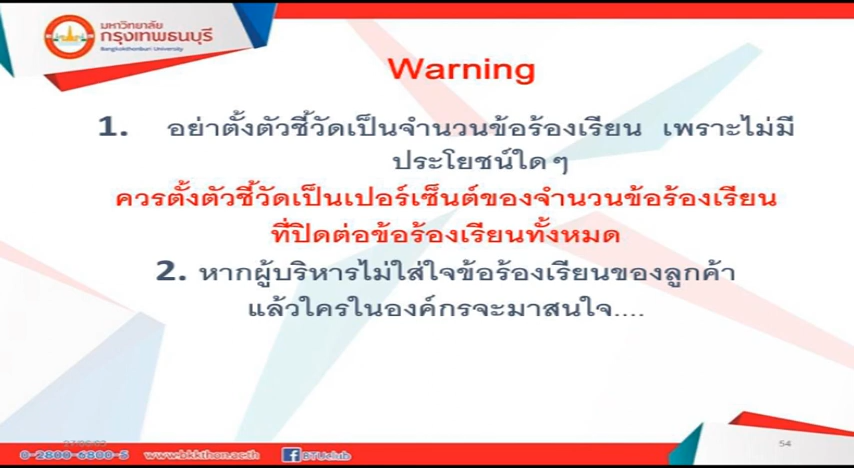 มหาวิทยาลัย
กรุงเทพธนบุรี
Bangkokthonburi University
Warning
1. อย่าตั้งตัวชี้วัดเป็นจำนวนข้อร้องเรียน เพราะไม่มี
ประโยชน์ใดๆ
ควรตั้งตัวชี้วัดเป็นเปอร์เซ็นต์ของจำนวนข้อร้องเรียน
ที่ปิดต่อข้อร้องเรียนทั้งหมด
2. หากผู้บริหารไม่ใส่ใจข้อร้องเรียนของลูกค้า
แล้วใครในองค์กรจะมาสนใจ....
54
0-2800-6800-5 www.bkkthon.ac.th f BTUclub